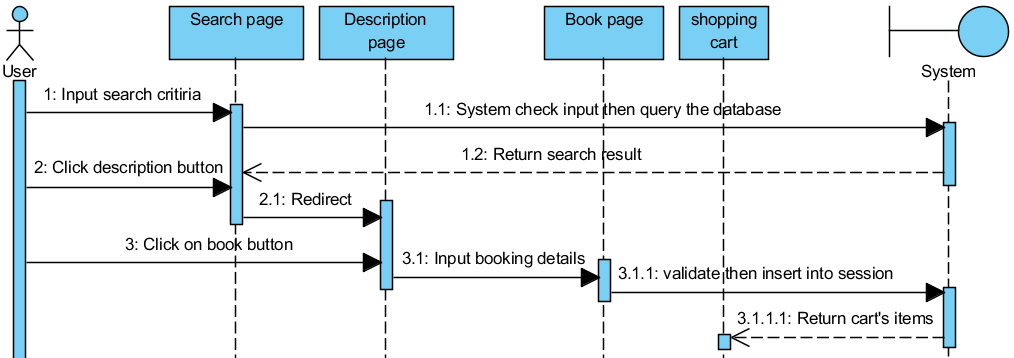 Search page
Description
page
Book page
shopping
cart
User
System
1: Input search critiria
1.1: System check input then query the database
1.2: Return search result
2: Click description button
2.1: Redirect
3: Click on book button
3.1: Input booking details
3.1.1: validate then insert into session
3.1.1.1: Return cart's items